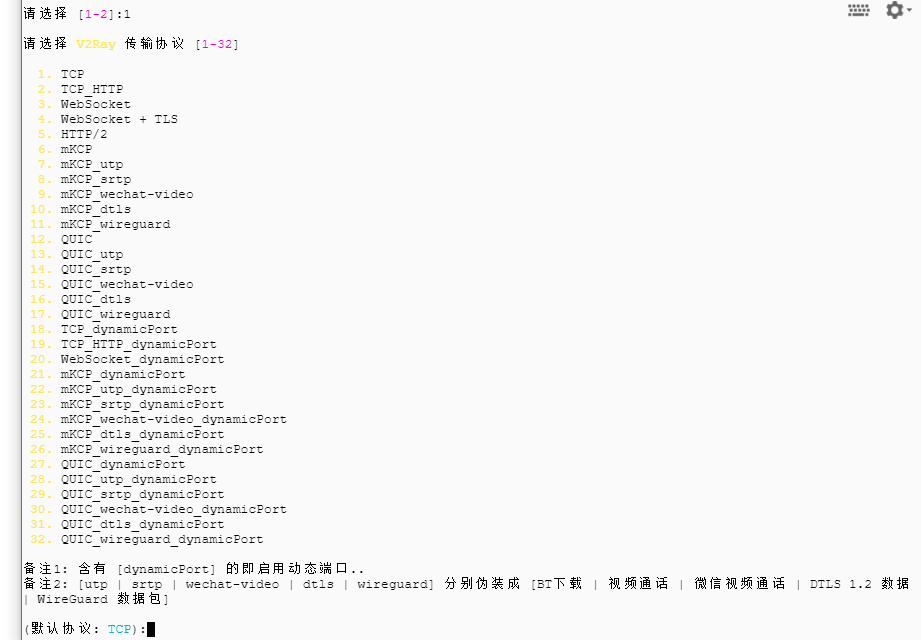 请选择 [1-2]:1
请选择 V2Ray 传输协议 [1-32]
1. TCP
2. TCP_HTTP
3. WebSocket
4. WebSocket + TLS
5. HTTP/2
6. mKCP
7. mKCP_utp
8. mKCP_srtp
9. mKCP_wechat-video
10. mKCP_dtls
11. mKCP_wireguard
12. QUIC
13. QUIC_utp
14. QUIC_srtp
15. QUIC_wechat-video
16. QUIC_dtls
17. QUIC_wireguard
18. TCP_dynamicPort
19. TCP_HTTP_dynamicPort
20. WebSocket_dynamicPort
21. mKCP_dynamicPort
22. mKCP_utp_dynamicPort
23. mKCP_srtp_dynamicPort
24. mKCP_wechat-video_dynamicPort
25. mKCP_dtls_dynamicPort
26. mKCP_wireguard_dynamicPort
27. QUIC_dynamicPort
28. QUIC_utp_dynamicPort
29. QUIC_srtp_dynamicPort
30. QUIC_wechat-video_dynamicPort
31. QUIC_dtls_dynamicPort
32. QUIC_wireguard_dynamicPort
备注1: 含有 [dynamicPort] 的即启用动态端口..
备注2: [utp | srtp | wechat-video | dtls | wireguard] 分别伪装成 [BT下载 | 视频通话 | 微信视频通话 | DTLS 1.2 数据
| WireGuard 数据包]
(默认协议: TCP):